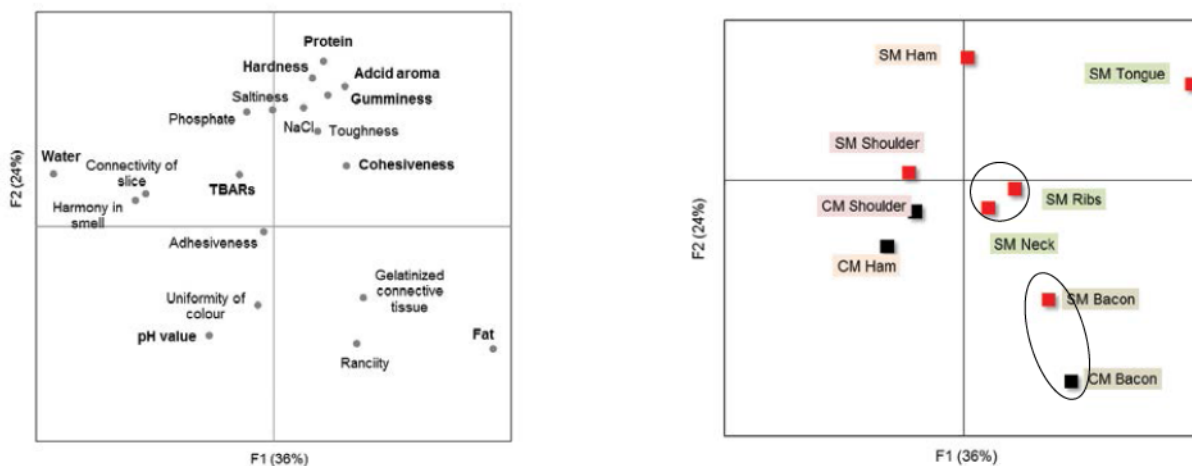 Protein
Hardness
Adcid aroma
Saltiness
Gumminess
Phosphate
NaCl
Toughness
Water
Connectivity of
slice
Cohesiveness
TBARs
Harmony in
smell
Adhesiveness
Gelatinized
connective
tissue
Uniformity of
colour
pH value
Fat
Ranciity
F2 (24%)
F1 (36%)
SM Ham
SM Tongue
SM Shoulder
CM Shoulder
SM Ribs
SM Neck
CM Ham
SM Bacon
CM Bacon
F2 (24%)
F1 (36%)